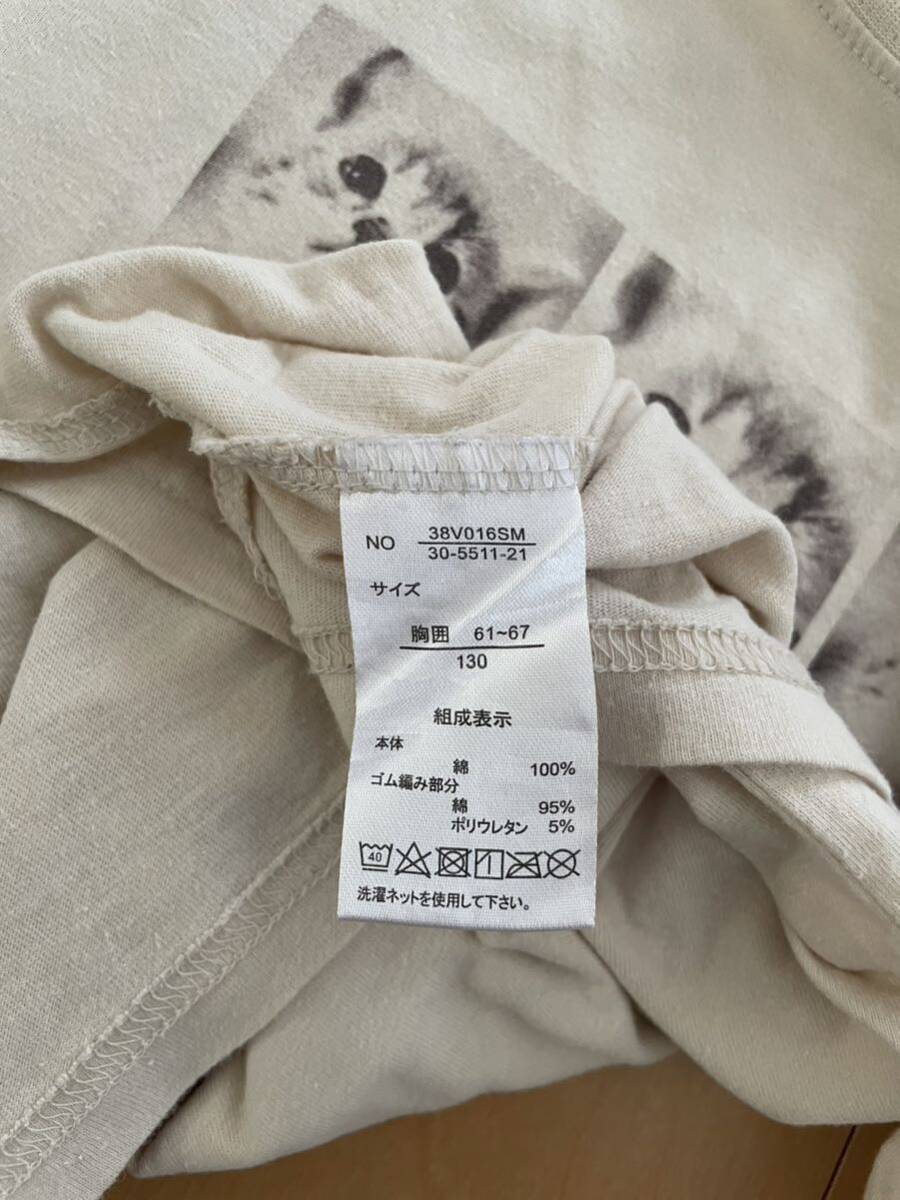 NO 38V016SM
30-5511-21
サイズ
胸囲 61~67
130
組成表示
本体
綿 100%
ゴム編み部分
綿 95%
ポリウレタン 5%
40
洗濯ネットを使用して下さい。